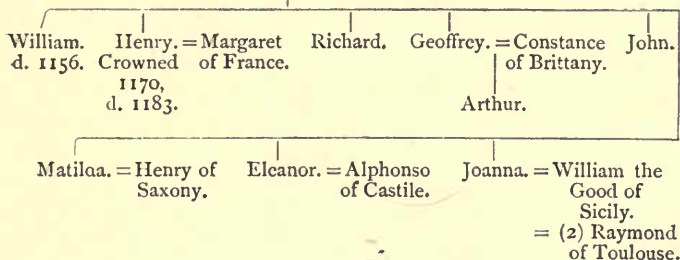 William. Henry. = Margaret Richard. Geoffrey. = Constance John.
d. 1156. Crowned of France. of Brittany.
1170,
d. 1183. Arthur.
Matilda. = Henry of Eleanor. = Alphonso Joanna. = William the
Saxony. of Castile. Good of
Sicily.
= (2) Raymond
of Toulouse.